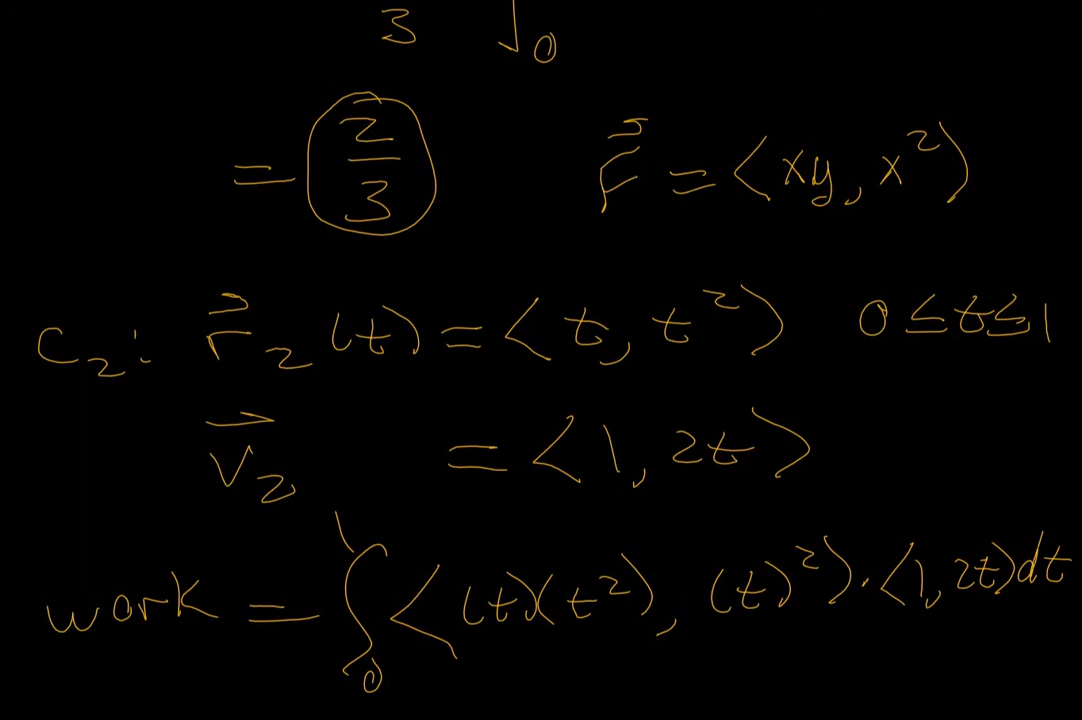 3 ]₀
= 2/3 F⃗ = ⟨xy, x²⟩
C₂: r⃗₂(t) = ⟨t, t²⟩ 0 ≤ t ≤ 1
v⃗₂ = ⟨1, 2t⟩
work = ∫₀¹ ⟨(t)(t²), (t)²⟩·⟨1, 2t⟩dt